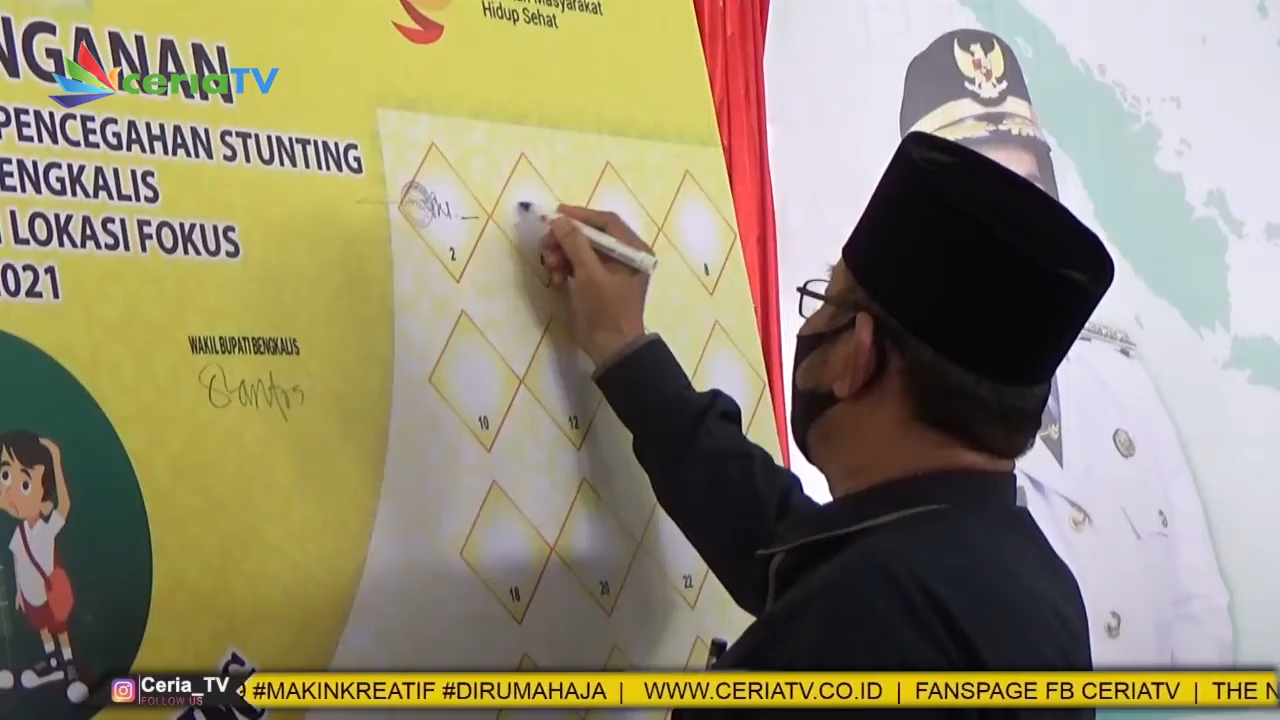 NGANAN
ceriaTV
PENCEGAHAN STUNTING
ENGKALIS
LOKASI FOKUS
2021
Masyarakat
Hidup Sehat
WAKIL BUPATI BENGKALIS
2
8
10
12
18
20
22
Ceria_TV
FOLLOW US
#MAKINKREATIF #DIRUMAHAJA | WWW.CERIATV.CO.ID | FANSPAGE FB CERIATV | THE N